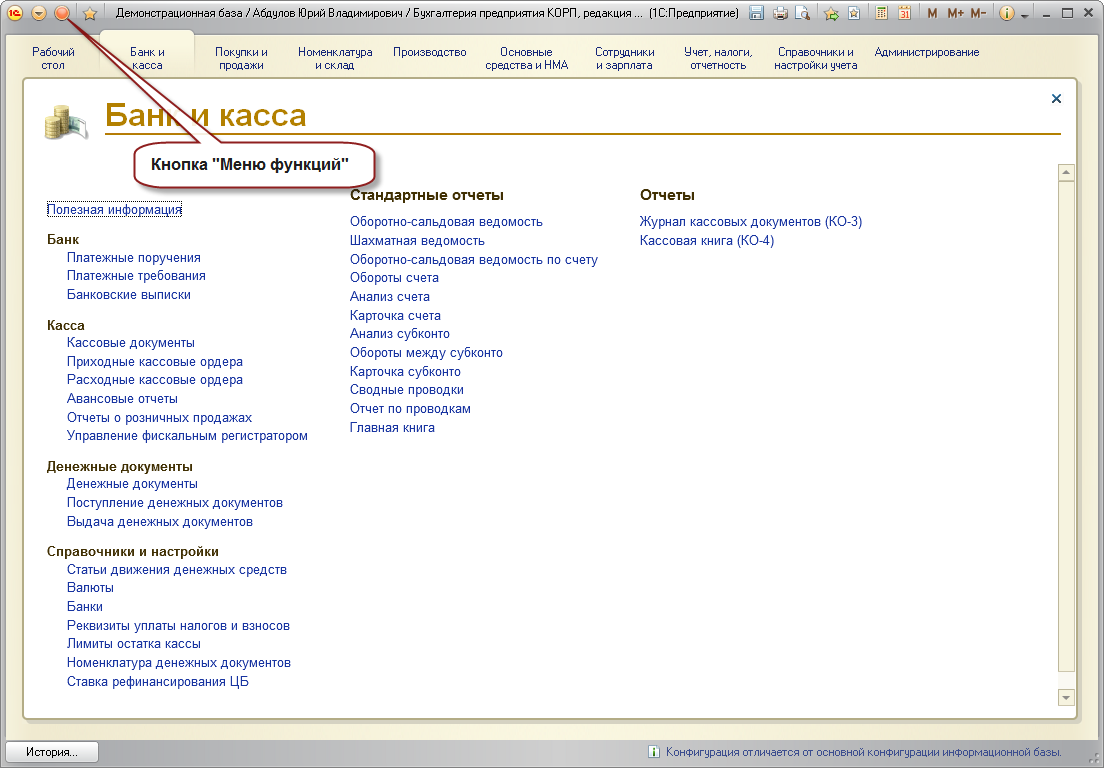 1С Демонстрационная база / Абдулов Юрий Владимирович / Бухгалтерия предприятия КОРП, редакция ... (1С:Предприятие) 31 M M+ M-
Рабочий стол
Банк и касса
Покупки и продажи
Номенклатура и склад
Производство
Основные средства и НМА
Сотрудники и зарплата
Учет, налоги, отчетность
Справочники и настройки учета
Администрирование
Банк и касса
Кнопка "Меню функций"
Полезная информация
Банк
Платежные поручения
Платежные требования
Банковские выписки
Касса
Кассовые документы
Приходные кассовые ордера
Расходные кассовые ордера
Авансовые отчеты
Отчеты о розничных продажах
Управление фискальным регистратором
Денежные документы
Денежные документы
Поступление денежных документов
Выдача денежных документов
Справочники и настройки
Статьи движения денежных средств
Валюты
Банки
Реквизиты уплаты налогов и взносов
Лимиты остатка кассы
Номенклатура денежных документов
Ставка рефинансирования ЦБ
Стандартные отчеты
Оборотно-сальдовая ведомость
Шахматная ведомость
Оборотно-сальдовая ведомость по счету
Обороты счета
Анализ счета
Карточка счета
Анализ субконто
Обороты между субконто
Карточка субконто
Сводные проводки
Отчет по проводкам
Главная книга
Отчеты
Журнал кассовых документов (КО-3)
Кассовая книга (КО-4)
История...
Конфигурация отличается от основной конфигурации информационной базы.